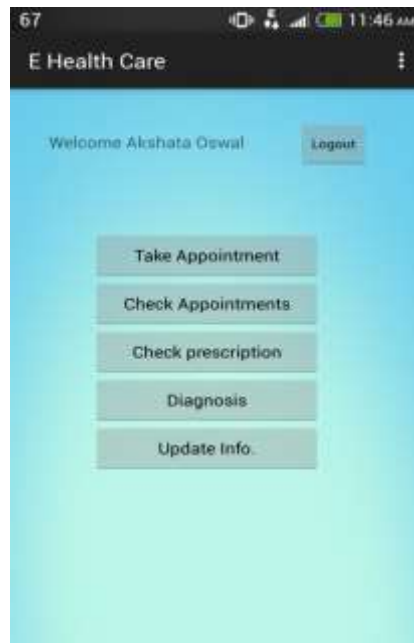 67 11:46 AM
E Health Care
Welcome Akshata Oswal Logout
Take Appointment
Check Appointments
Check prescription
Diagnosis
Update Info.